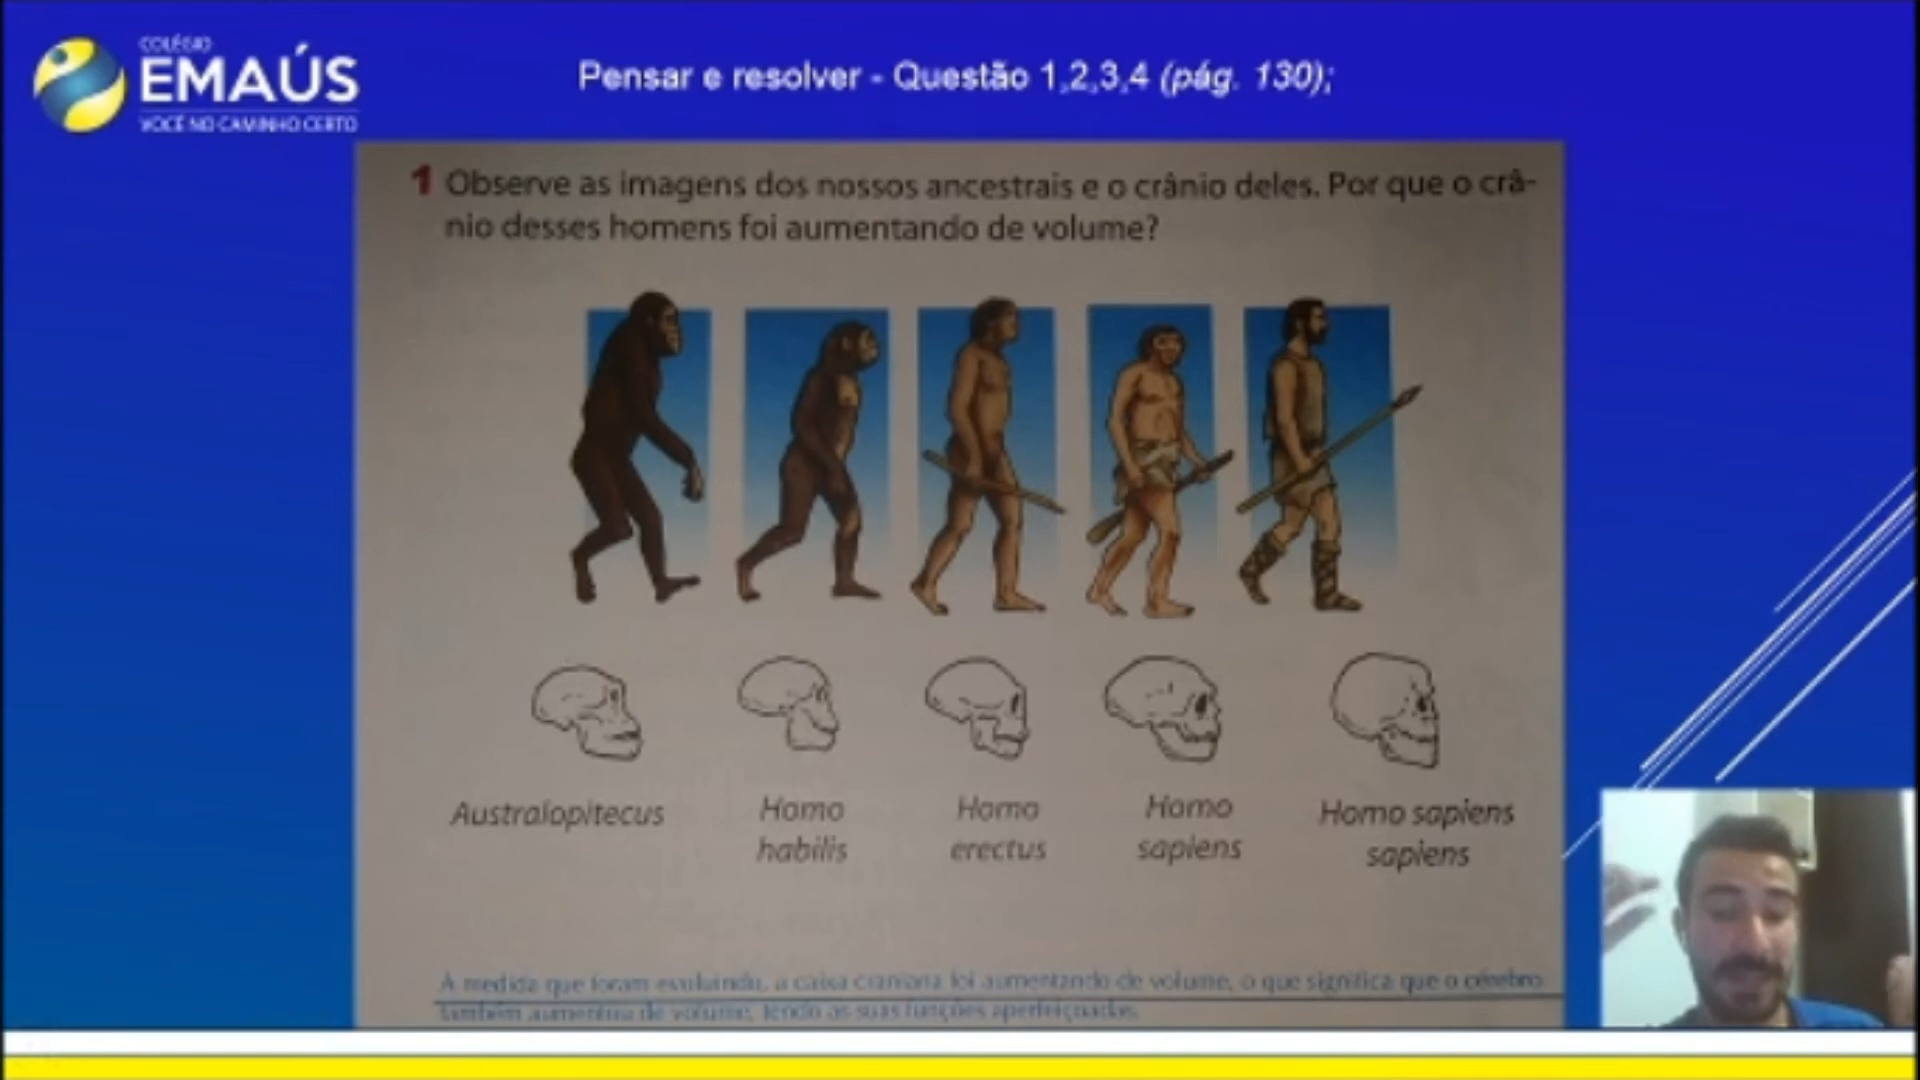 COLÉGIO
EMAÚS
VOCÊ NO CAMINHO CERTO
Pensar e resolver - Questão 1,2,3,4 (pág. 130);
1 Observe as imagens dos nossos ancestrais e o crânio deles. Por que o crâ-
nio desses homens foi aumentando de volume?
Australopitecus
Homo
habilis
Homo
erectus
Homo
sapiens
Homo sapiens
sapiens
À medida que foram evoluindo, a caixa craniana foi aumentando de volume, o que significa que o cérebro
também aumentou de volume, tendo as suas funções aperfeiçoadas.